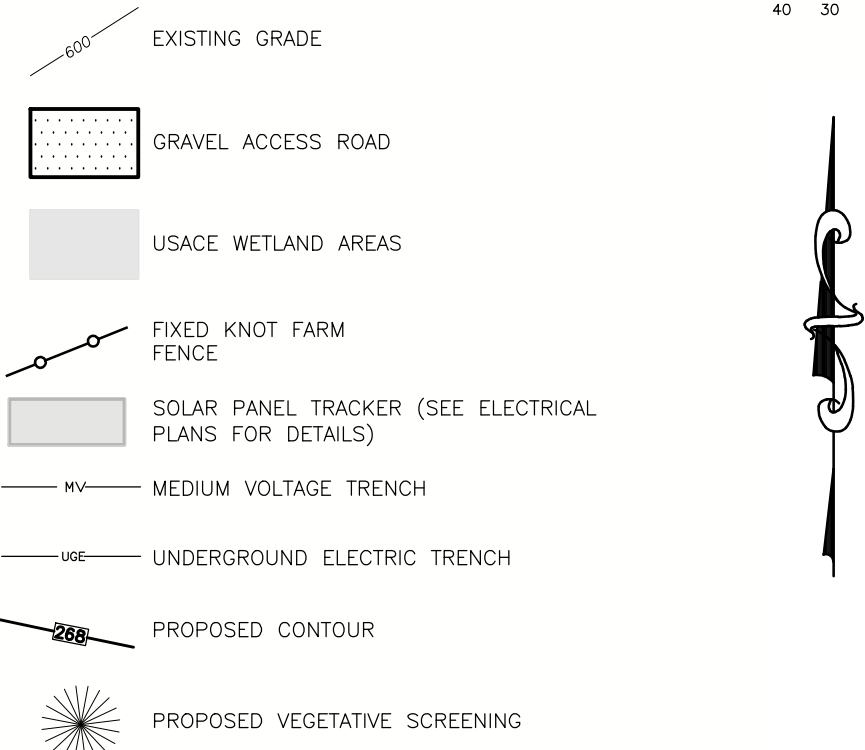 40 30
600 EXISTING GRADE
GRAVEL ACCESS ROAD
USACE WETLAND AREAS
FIXED KNOT FARM
FENCE
SOLAR PANEL TRACKER (SEE ELECTRICAL
PLANS FOR DETAILS)
MV MEDIUM VOLTAGE TRENCH
UGE UNDERGROUND ELECTRIC TRENCH
268 PROPOSED CONTOUR
PROPOSED VEGETATIVE SCREENING